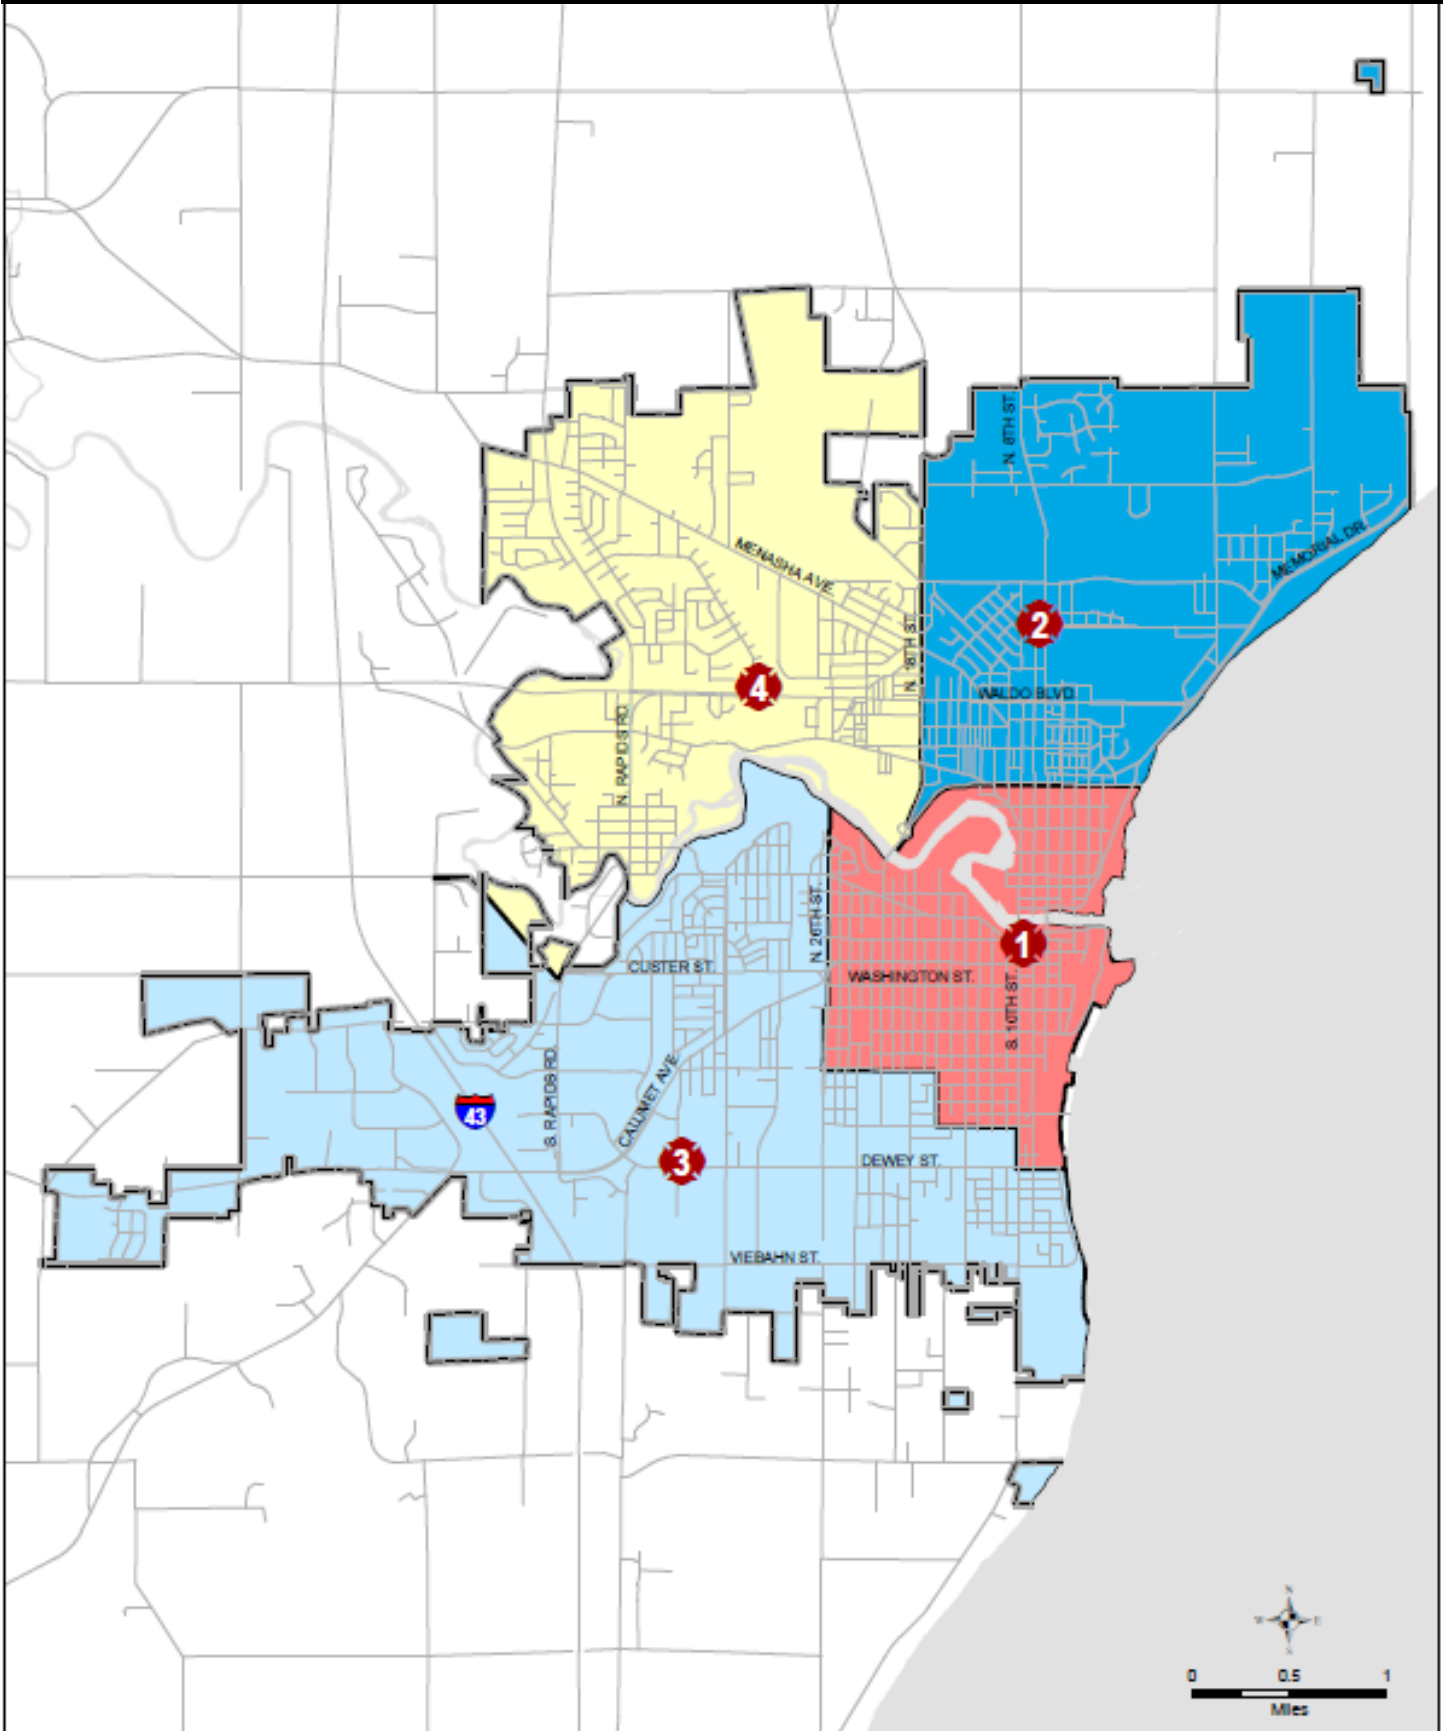 N. 8TH ST.
MENASHA AVE.
MEMORIAL DR.
2
N. 18TH ST.
4
WALDO BLVD.
N. RAPIDS RD.
N. 26TH ST.
1
CUSTER ST.
WASHINGTON ST.
S. 10TH ST.
S. RAPIDS RD.
CALUMET AVE.
43
3
DEWEY ST.
VIEBAHN ST.
N
W E
S
0 0.5 1
Miles